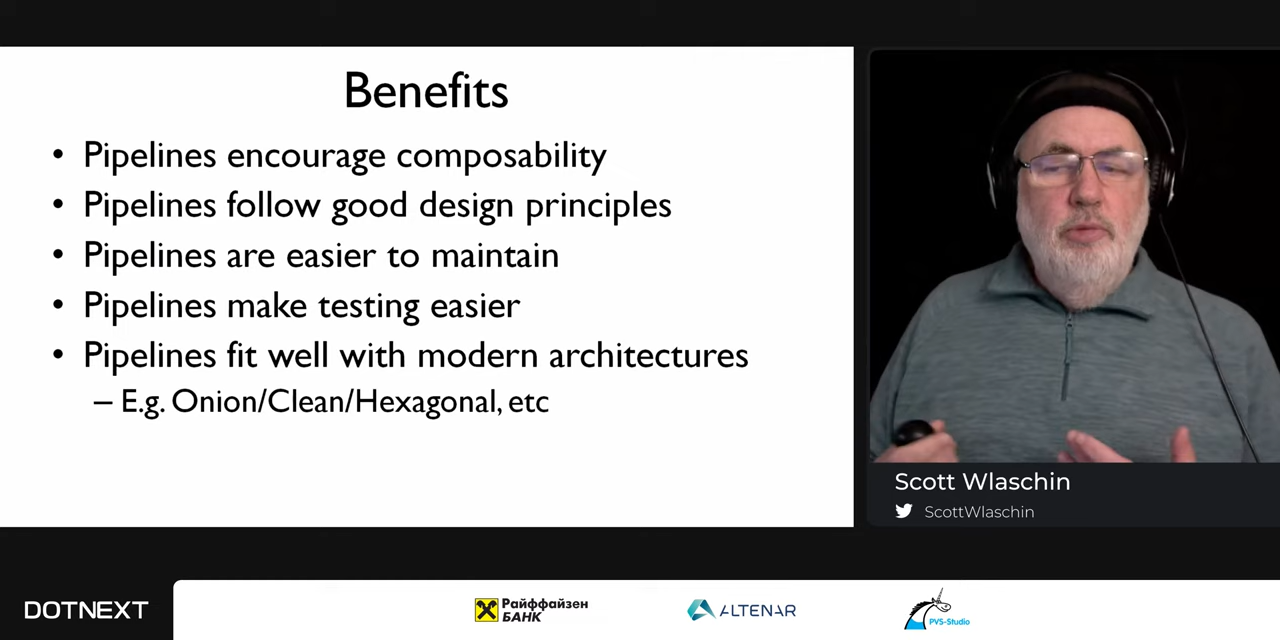 Benefits
• Pipelines encourage composability
• Pipelines follow good design principles
• Pipelines are easier to maintain
• Pipelines make testing easier
• Pipelines fit well with modern architectures
– E.g. Onion/Clean/Hexagonal, etc
Scott Wlaschin
ScottWlaschin
DOTNEXT
Райффайзен
БАНК
ALTENAR
PVS-Studio